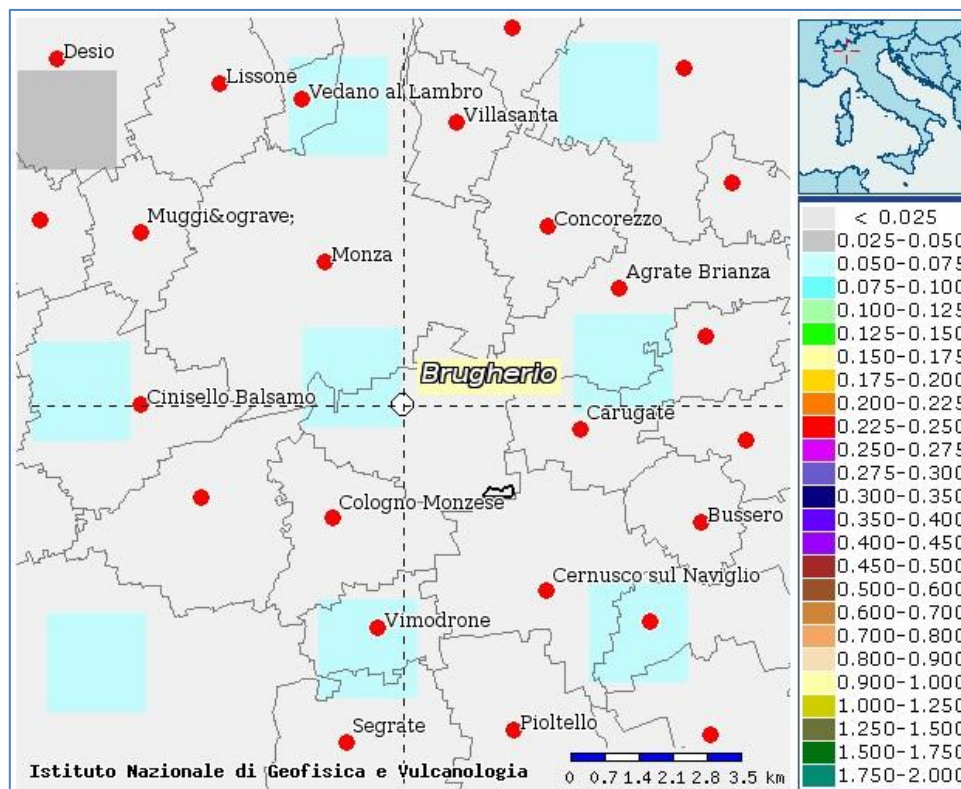 Desio
Lissone
Vedano al Lambro
Villasanta
Muggi&ograve;
Concorezzo
Monza
Agrate Brianza
Brugherio
Cinisello Balsamo
Carugate
Cologno Monzese
Bussero
Cernusco sul Naviglio
Vimodrone
Segrate
Pioltello
Istituto Nazionale di Geofisica e Vulcanologia
0 0.7 1.4 2.1 2.8 3.5 km
< 0.025
0.025-0.050
0.050-0.075
0.075-0.100
0.100-0.125
0.125-0.150
0.150-0.175
0.175-0.200
0.200-0.225
0.225-0.250
0.250-0.275
0.275-0.300
0.300-0.350
0.350-0.400
0.400-0.450
0.450-0.500
0.500-0.600
0.600-0.700
0.700-0.800
0.800-0.900
0.900-1.000
1.000-1.250
1.250-1.500
1.500-1.750
1.750-2.000